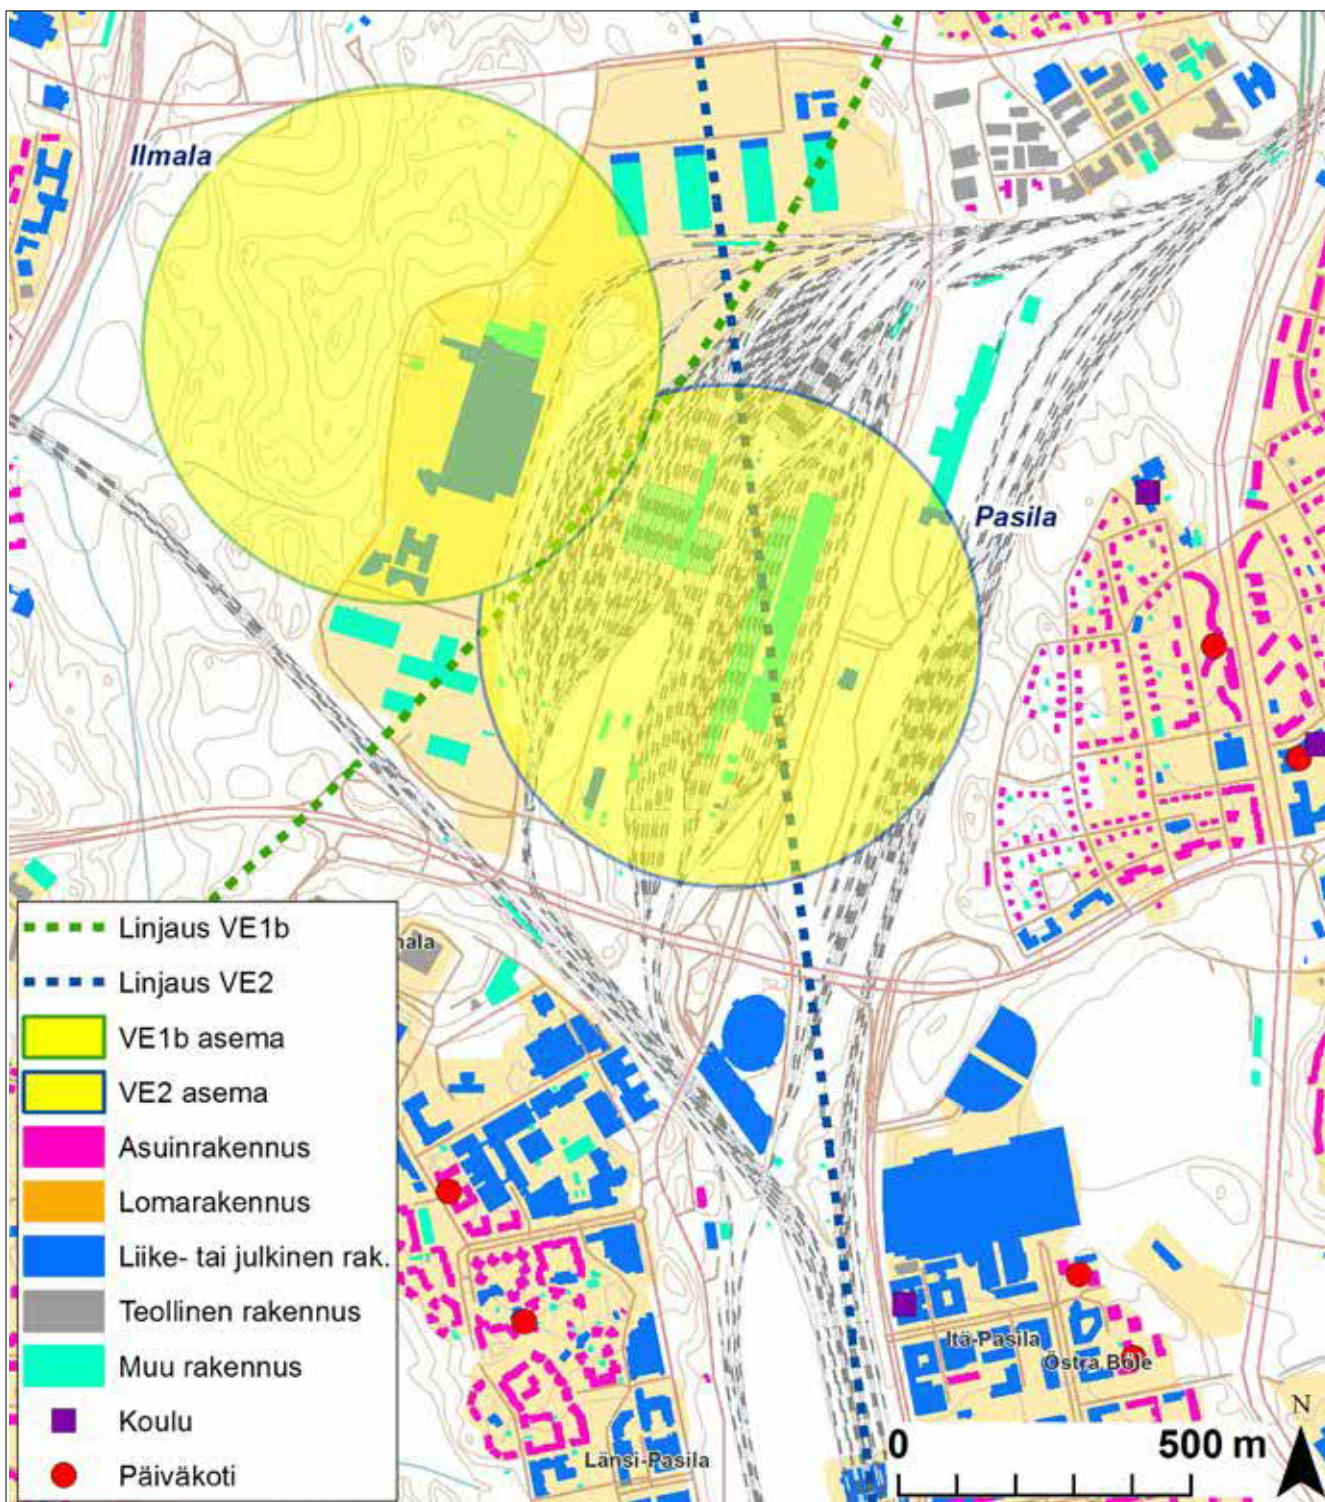 Ilmala
Pasila
Linjaus VE1b
Linjaus VE2
VE1b asema
VE2 asema
Asuinrakennus
Lomarakennus
Liike- tai julkinen rak.
Teollinen rakennus
Muu rakennus
Koulu
Päiväkoti
mala
Itä-Pasila
Östra Böle
Länsi-Pasila
0 500 m
N